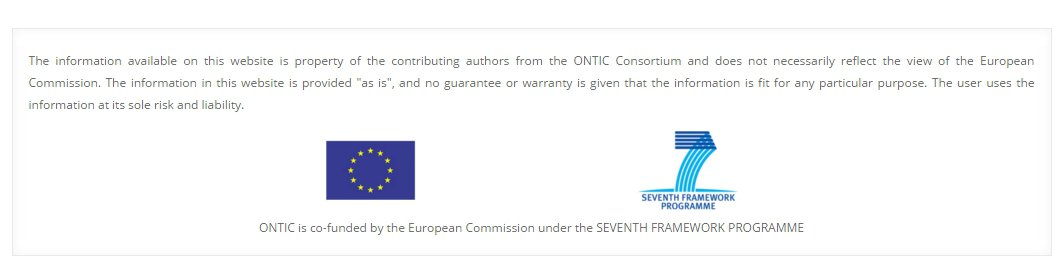 The information available on this website is property of the contributing authors from the ONTIC Consortium and does not necessarily reflect the view of the European
Commission. The information in this website is provided "as is", and no guarantee or warranty is given that the information is fit for any particular purpose. The user uses the
information at its sole risk and liability.
7
SEVENTH FRAMEWORK
PROGRAMME
ONTIC is co-funded by the European Commission under the SEVENTH FRAMEWORK PROGRAMME